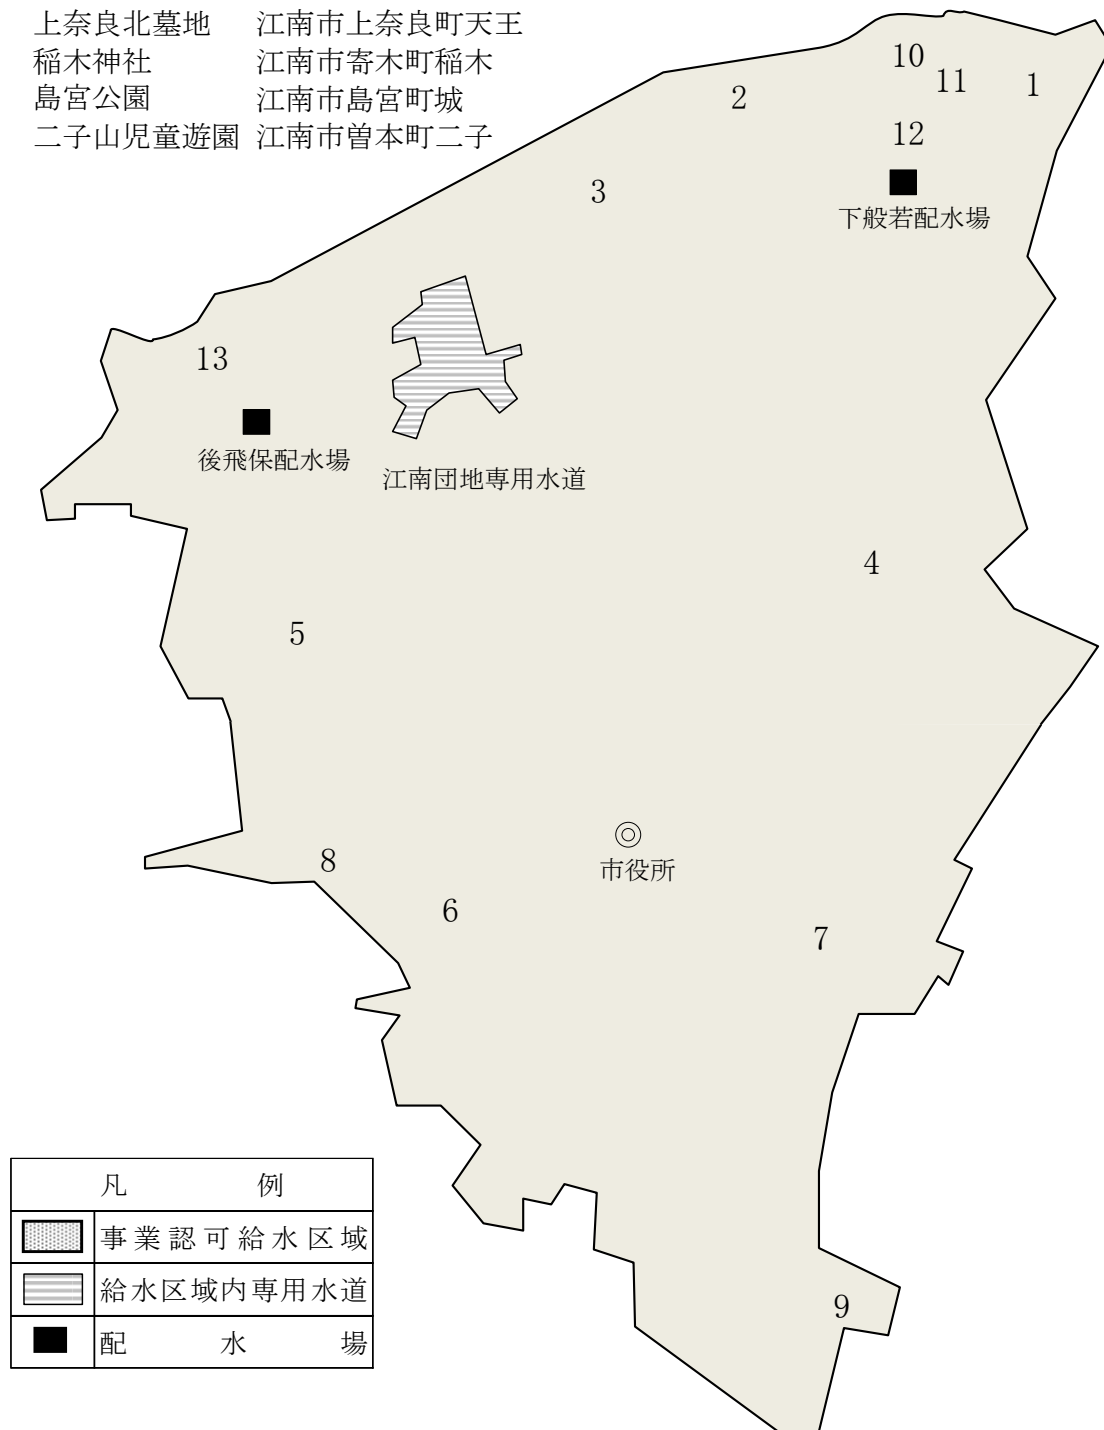 上奈良北墓地 江南市上奈良町天王
稲木神社 江南市寄木町稲木
島宮公園 江南市島宮町城
二子山児童遊園 江南市曽本町二子
10
11
1
2
12
3
下般若配水場
13
後飛保配水場
江南団地専用水道
4
5
市役所
8
6
7
凡例
事業認可給水区域
給水区域内専用水道
配水場
9